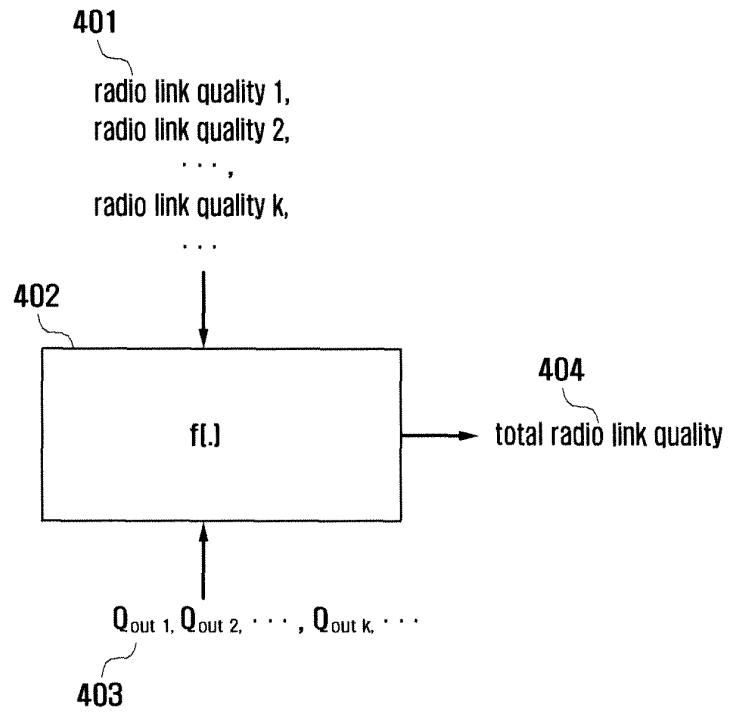 401
radio link quality 1,
radio link quality 2,
· · · ,
radio link quality k,
· · ·
402
f(.)
404
total radio link quality
Qout 1, Qout 2, · · · , Qout k, · · ·
403